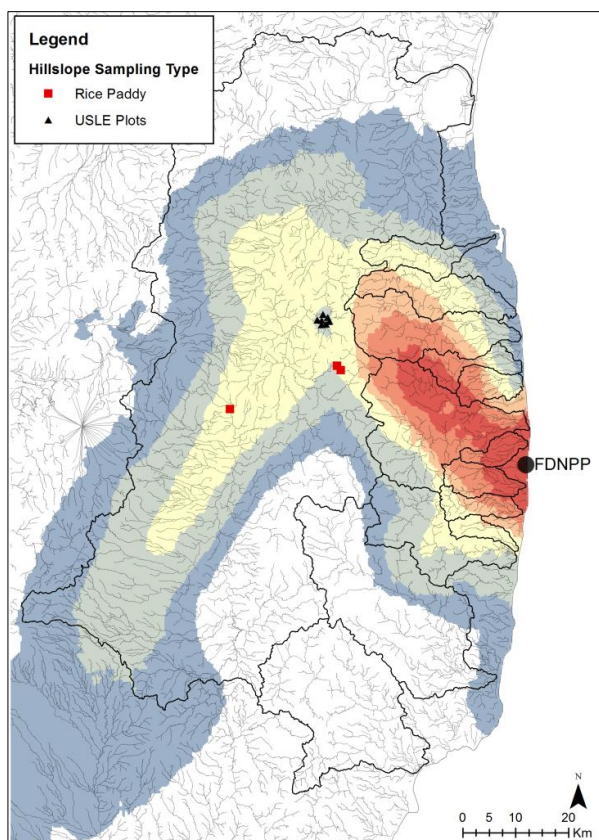 Legend
Hillslope Sampling Type
Rice Paddy
USLE Plots
FDNPP
N
0 5 10 20
Km